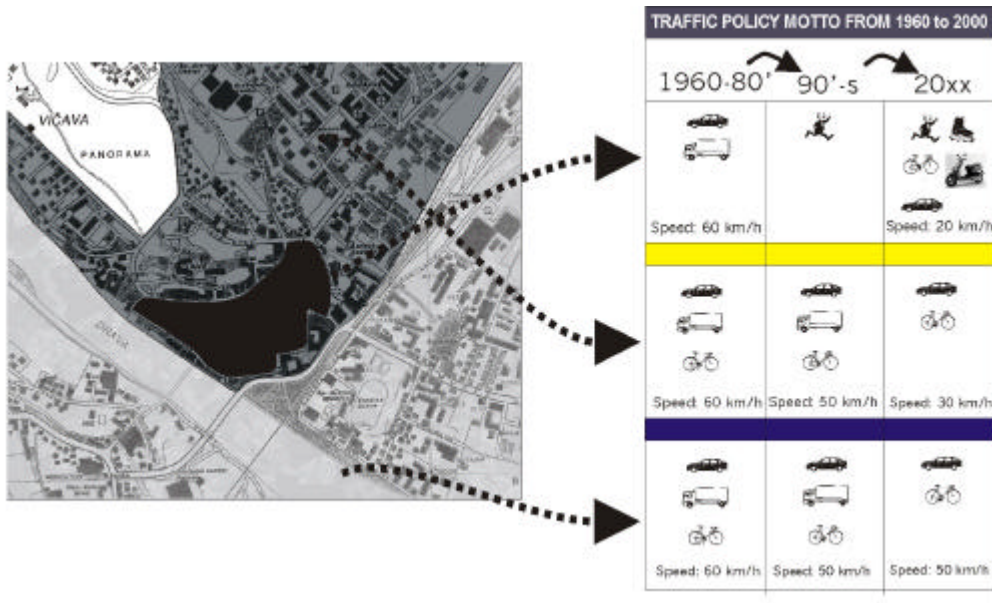 TRAFFIC POLICY MOTTO FROM 1960 to 2000
1960-80' 90'-s 20xx
VIČAVA
PANORAMA
DRAVA
Speed: 60 km/h Speed: 20 km/h
Speed: 60 km/h Speed: 50 km/h Speed: 30 km/h
Speed: 60 km/h Speed: 50 km/h Speed: 50 km/h